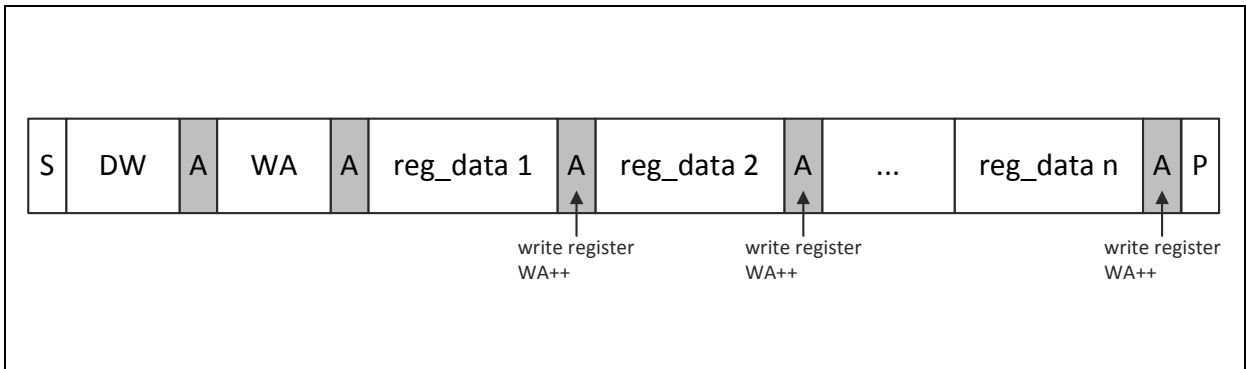 S DW A WA A reg_data 1 A reg_data 2 A ... reg_data n A P
write register write register write register
WA++ WA++ WA++